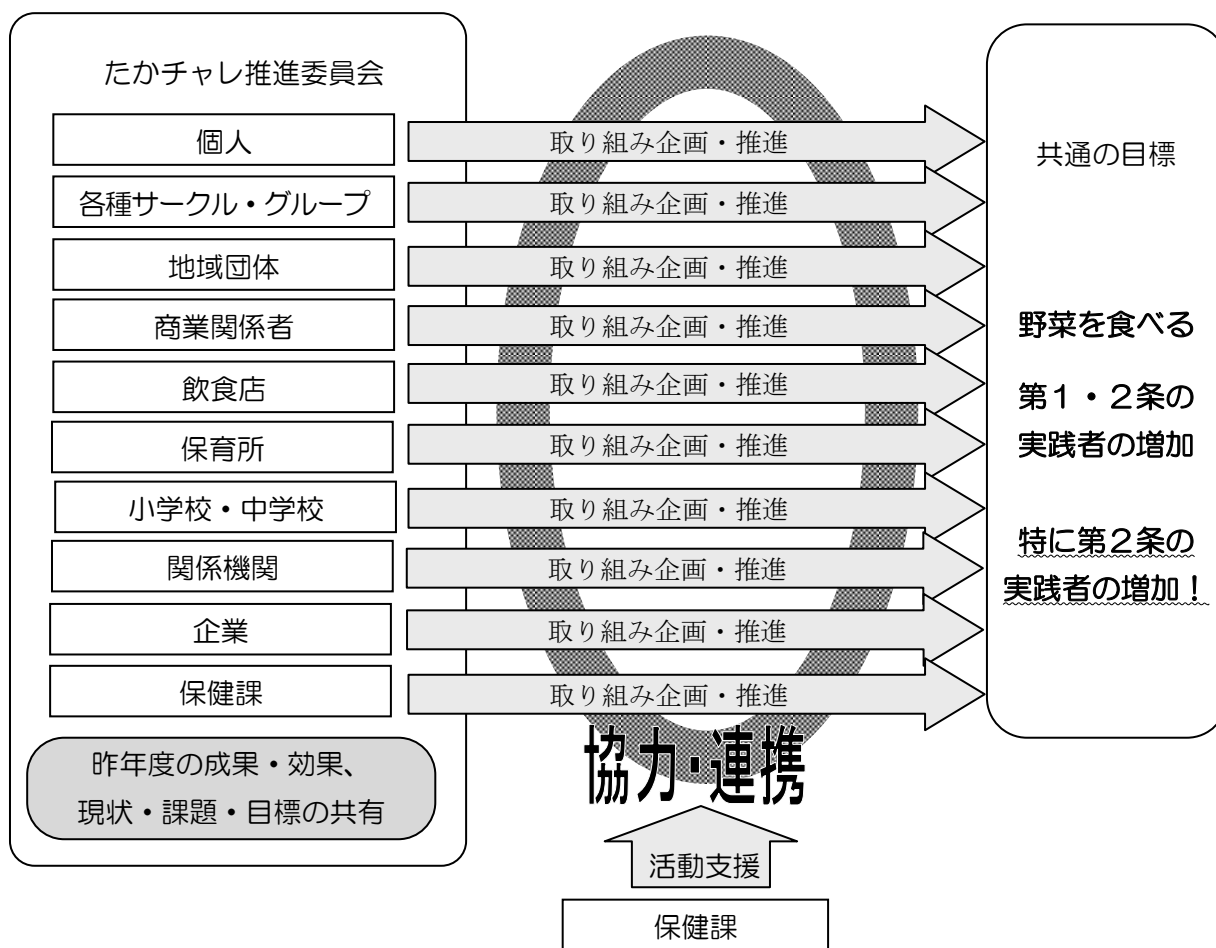 たかチャレ推進委員会
個人
取り組み企画・推進
各種サークル・グループ
取り組み企画・推進
地域団体
取り組み企画・推進
商業関係者
取り組み企画・推進
飲食店
取り組み企画・推進
保育所
取り組み企画・推進
小学校・中学校
取り組み企画・推進
関係機関
取り組み企画・推進
企業
取り組み企画・推進
保健課
取り組み企画・推進
昨年度の成果・効果、
現状・課題・目標の共有
協力・連携
活動支援
保健課
共通の目標
野菜を食べる
第1・2条の
実践者の増加
特に第2条の
実践者の増加！